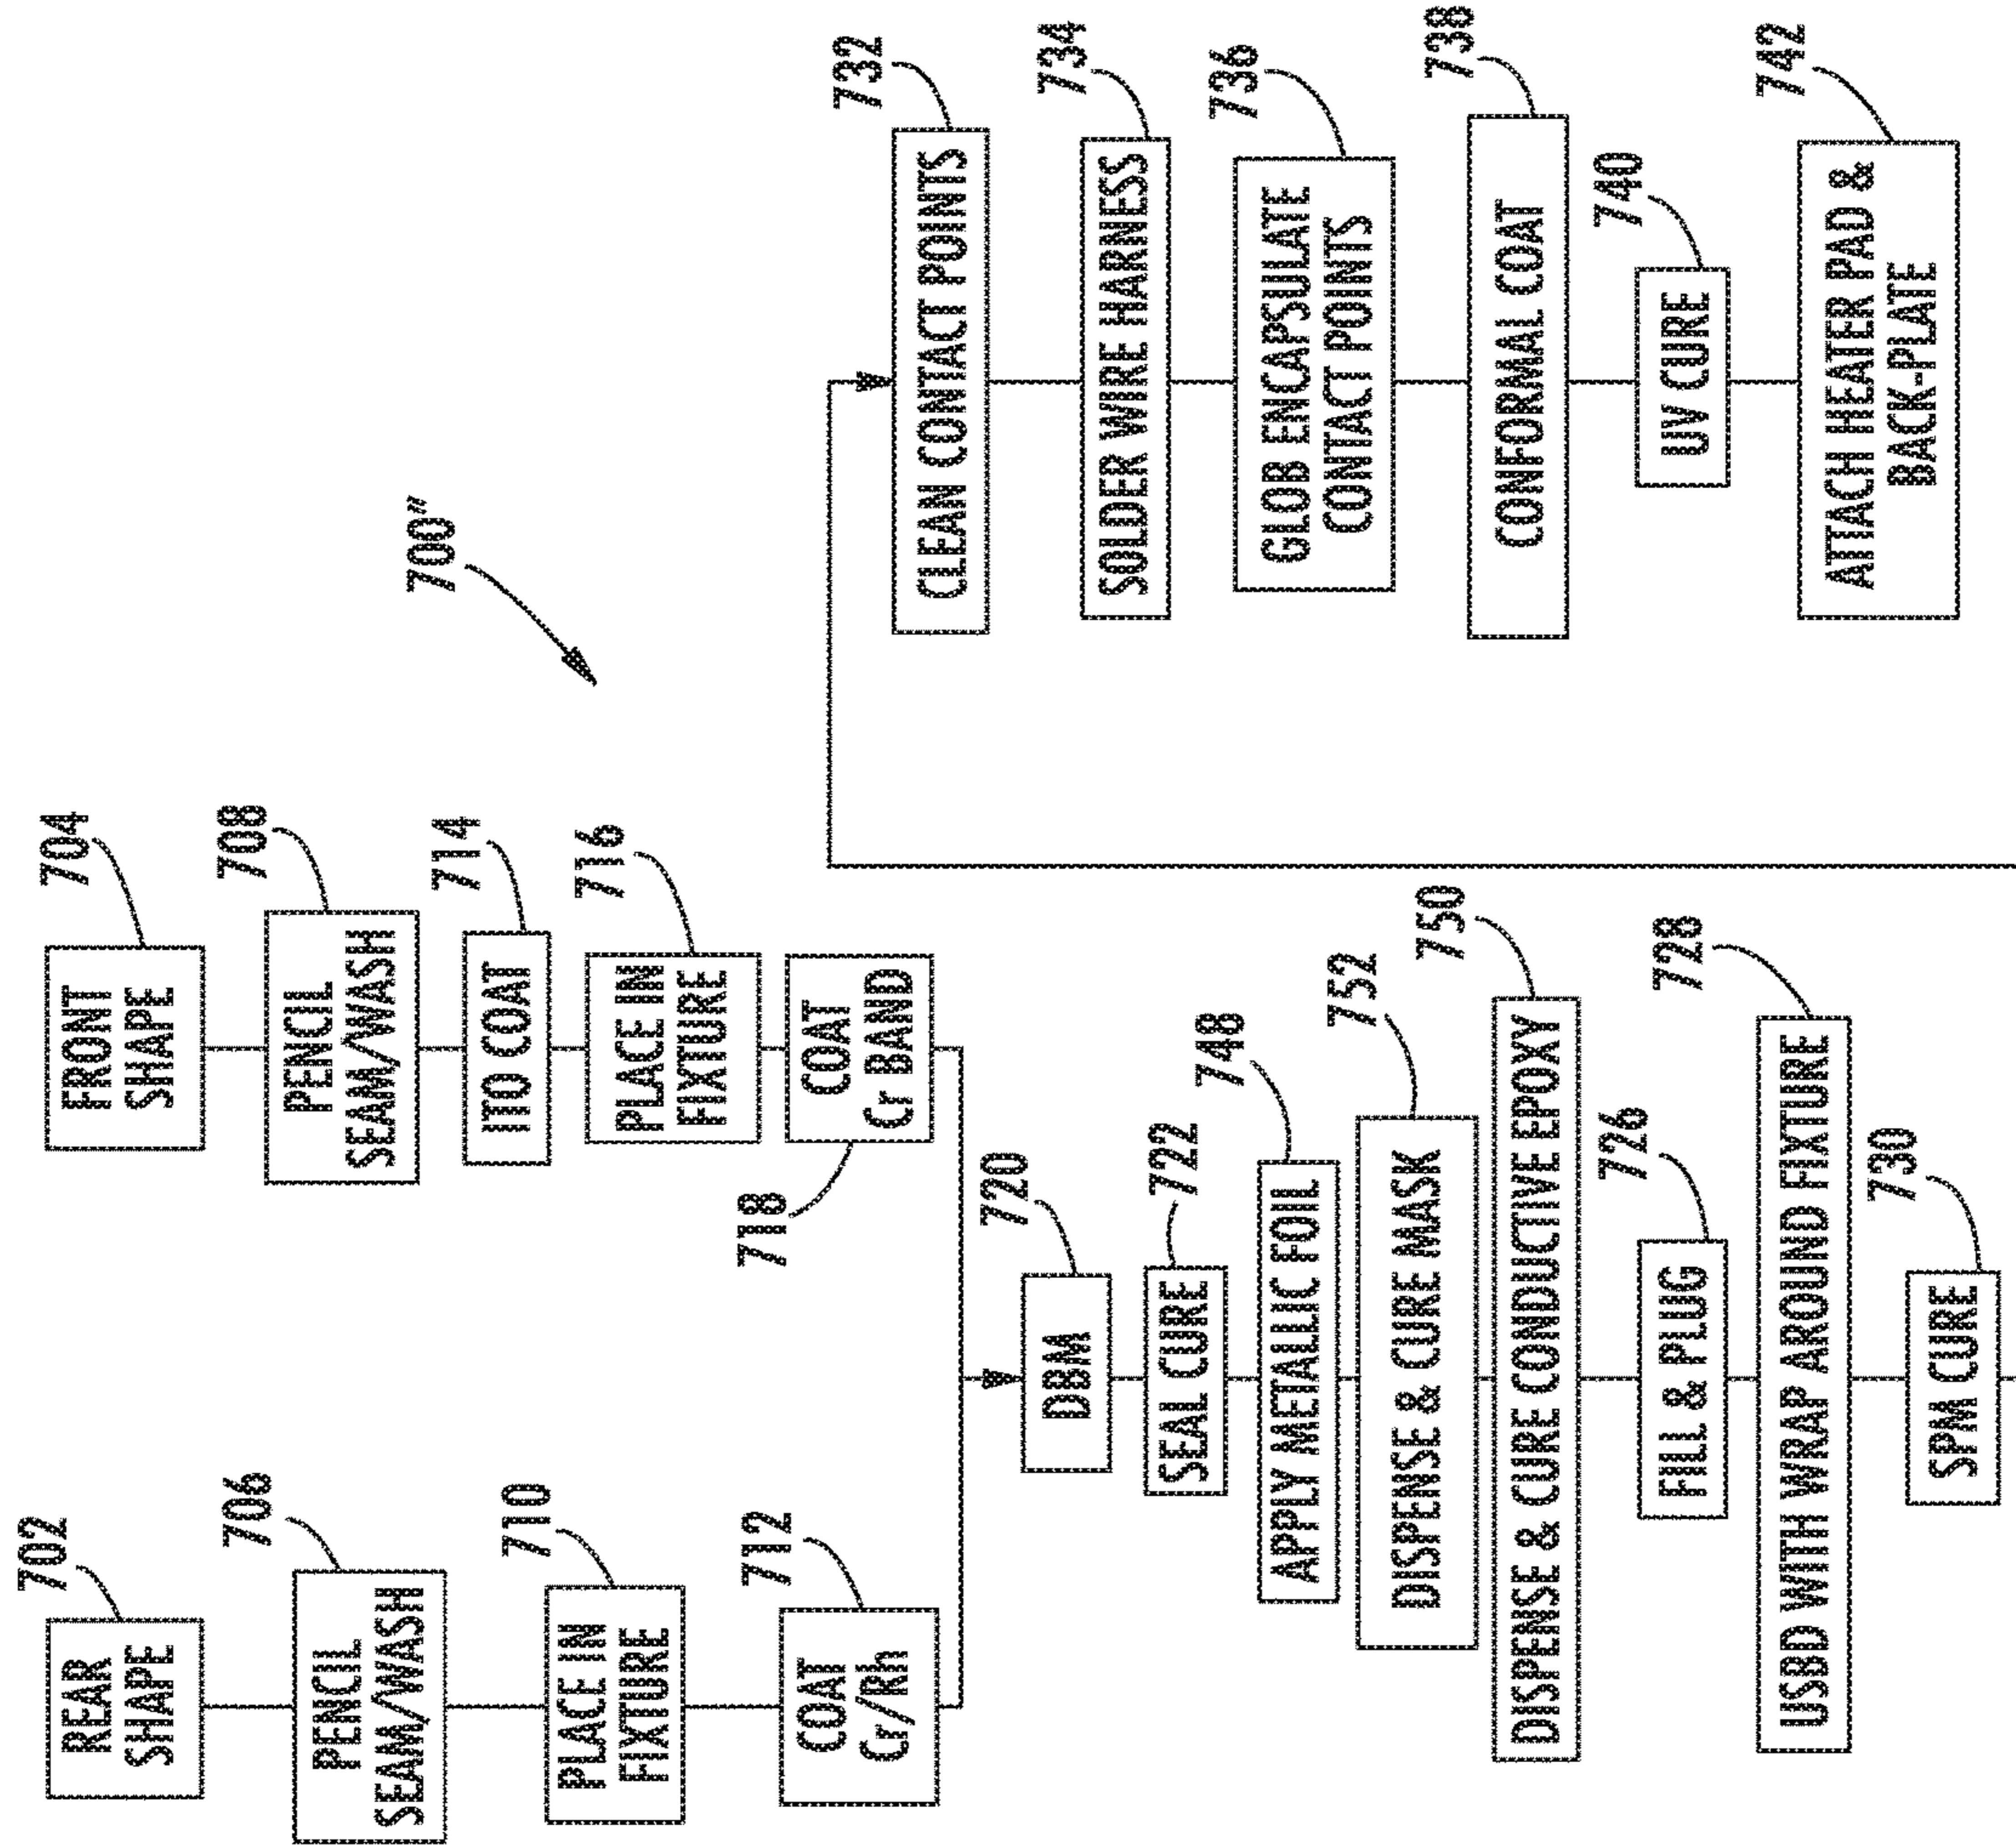 700"
702
REAR
SHAPE
706
PENCIL
SEAM/WASH
710
PLACE IN
FIXTURE
712
COAT
Cr/Rh
704
FRONT
SHAPE
708
PENCIL
SEAM/WASH
714
ITO COAT
716
PLACE IN
FIXTURE
718
COAT
Cr BAND
720
DBM
722
SEAL CURE
748
APPLY METALLIC FOIL
752
DISPENSE & CURE MASK
750
DISPENSE & CURE CONDUCTIVE EPOXY
726
FILL & PLUG
728
USBD WITH WRAP AROUND FIXTURE
730
SPM CURE
732
CLEAN CONTACT POINTS
734
SOLDER WIRE HARNESS
736
GLOB ENCAPSULATE
CONTACT POINTS
738
CONFORMAL COAT
740
UV CURE
742
ATTACH HEATER PAD &
BACK-PLATE